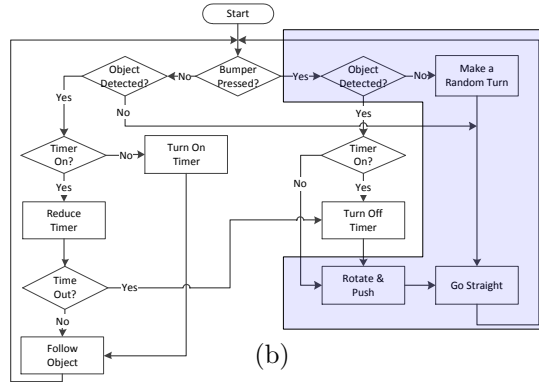 Start
Object
Detected?
No
Bumper
Pressed?
Yes
Object
Detected?
No
Make a
Random Turn
Yes
No
Yes
Timer
On?
No
Turn On
Timer
Timer
On?
Yes
No
Yes
Reduce
Timer
Turn Off
Timer
Time
Out?
Yes
Rotate &
Push
Go Straight
No
Follow
Object
(b)